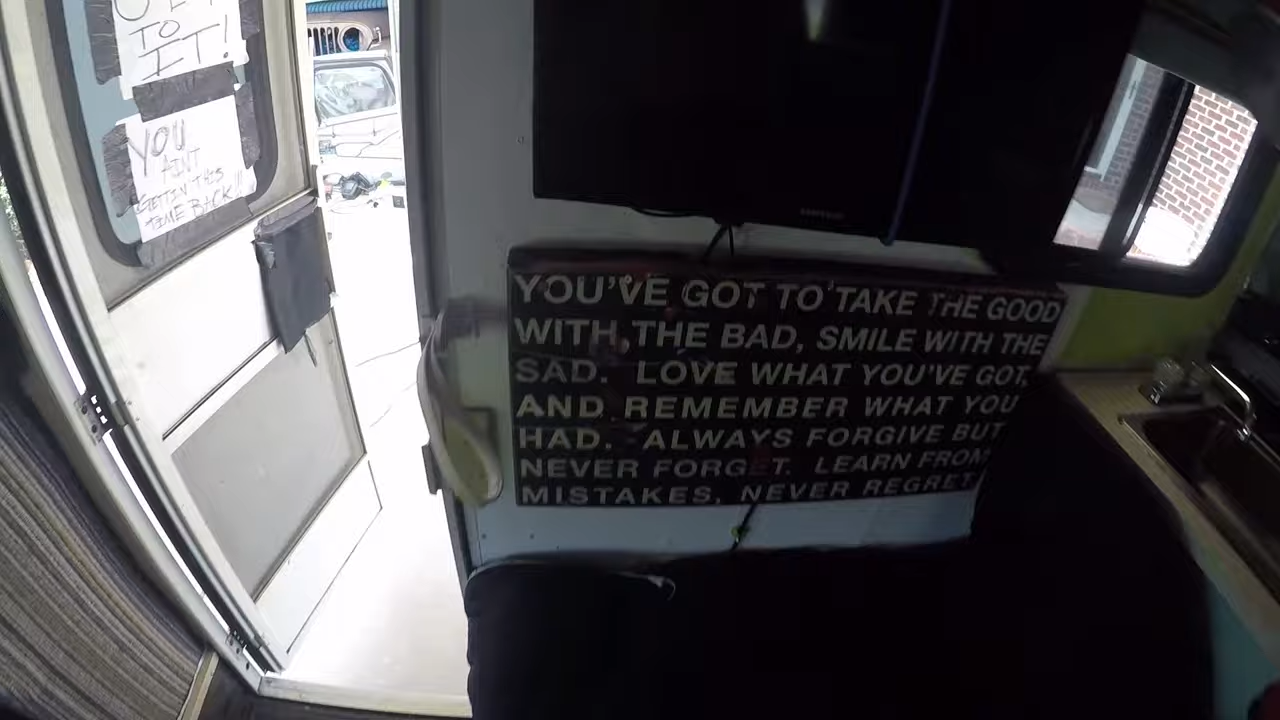 TO
IT!
YOU
AINT
GETTIN THIS
TIME BACK!!
SAMSUNG
YOU'VE GOT TO TAKE THE GOOD
WITH THE BAD, SMILE WITH THE
SAD. LOVE WHAT YOU'VE GOT,
AND REMEMBER WHAT YOU
HAD. ALWAYS FORGIVE BUT
NEVER FORGET. LEARN FROM
MISTAKES, NEVER REGRET.